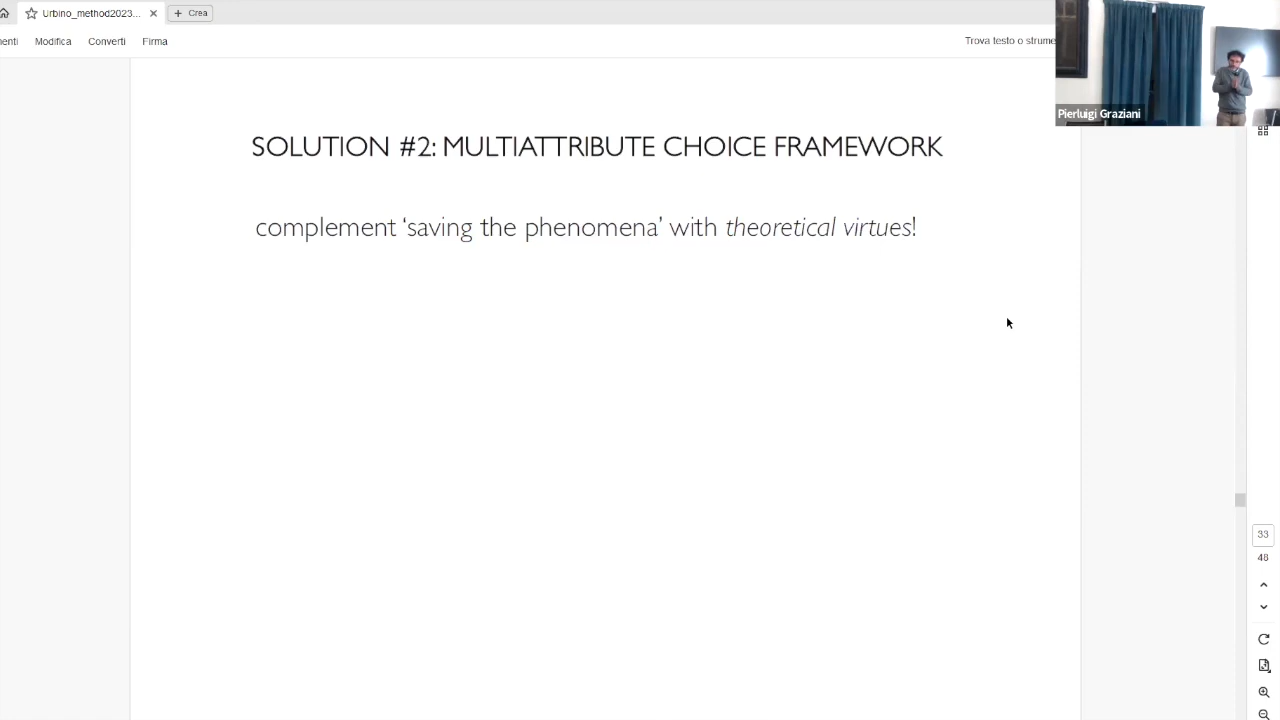 Urbino_method2023...
Crea
nenti
Modifica
Converti
Firma
Trova testo o strume
Pierluigi Graziani
SOLUTION #2: MULTIATTRIBUTE CHOICE FRAMEWORK
complement ‘saving the phenomena’ with theoretical virtues!
33
48